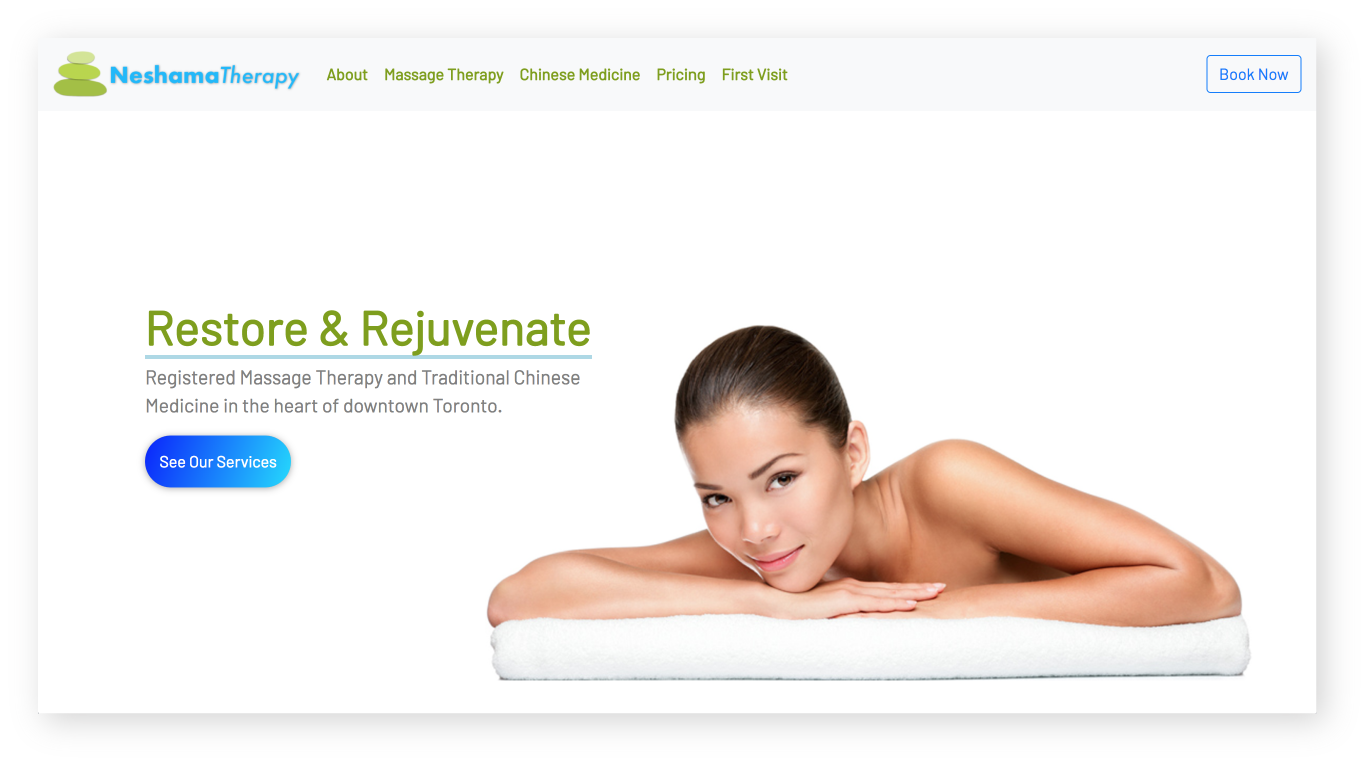 NeshamaTherapy
About Massage Therapy Chinese Medicine Pricing First Visit
Book Now
Restore & Rejuvenate
Registered Massage Therapy and Traditional Chinese
Medicine in the heart of downtown Toronto.
See Our Services